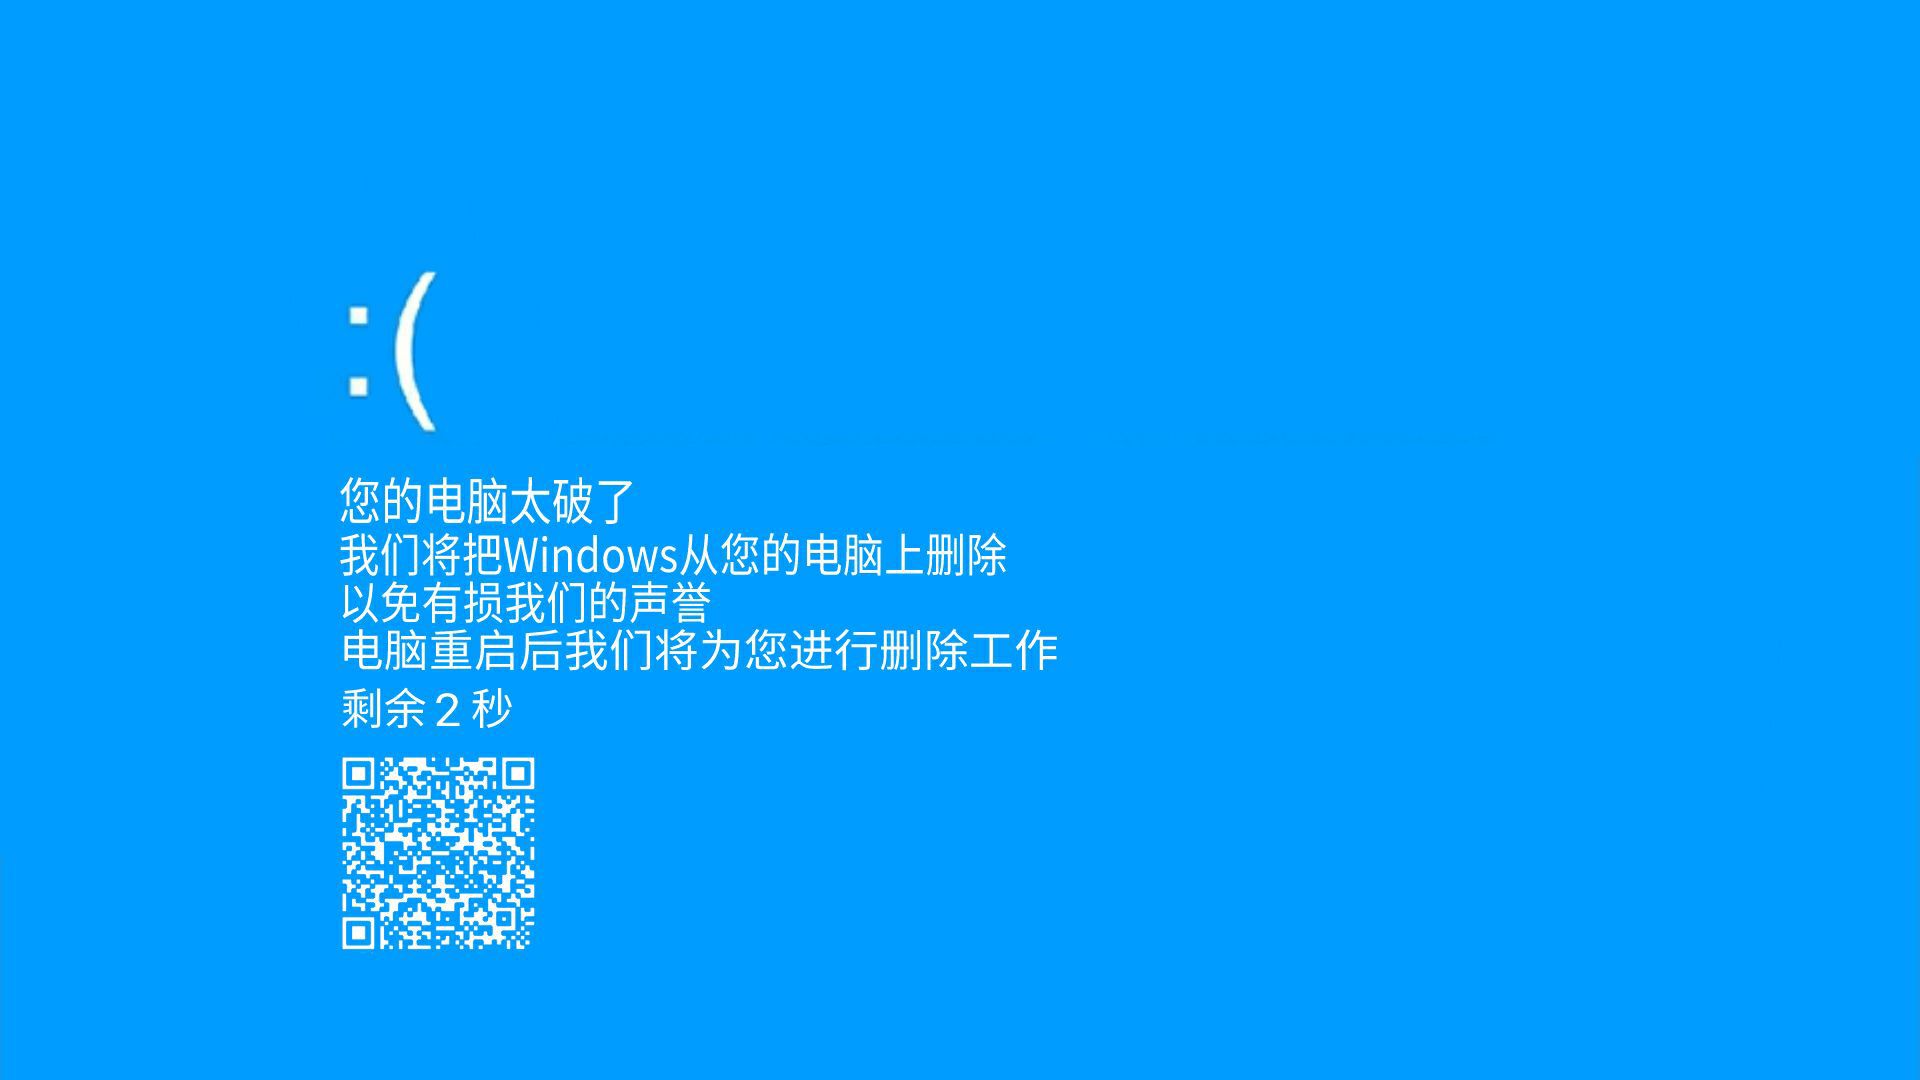 :(
您的电脑太破了
我们将把Windows从您的电脑上删除
以免有损我们的声誉
电脑重启后我们将为您进行删除工作
剩余2 秒